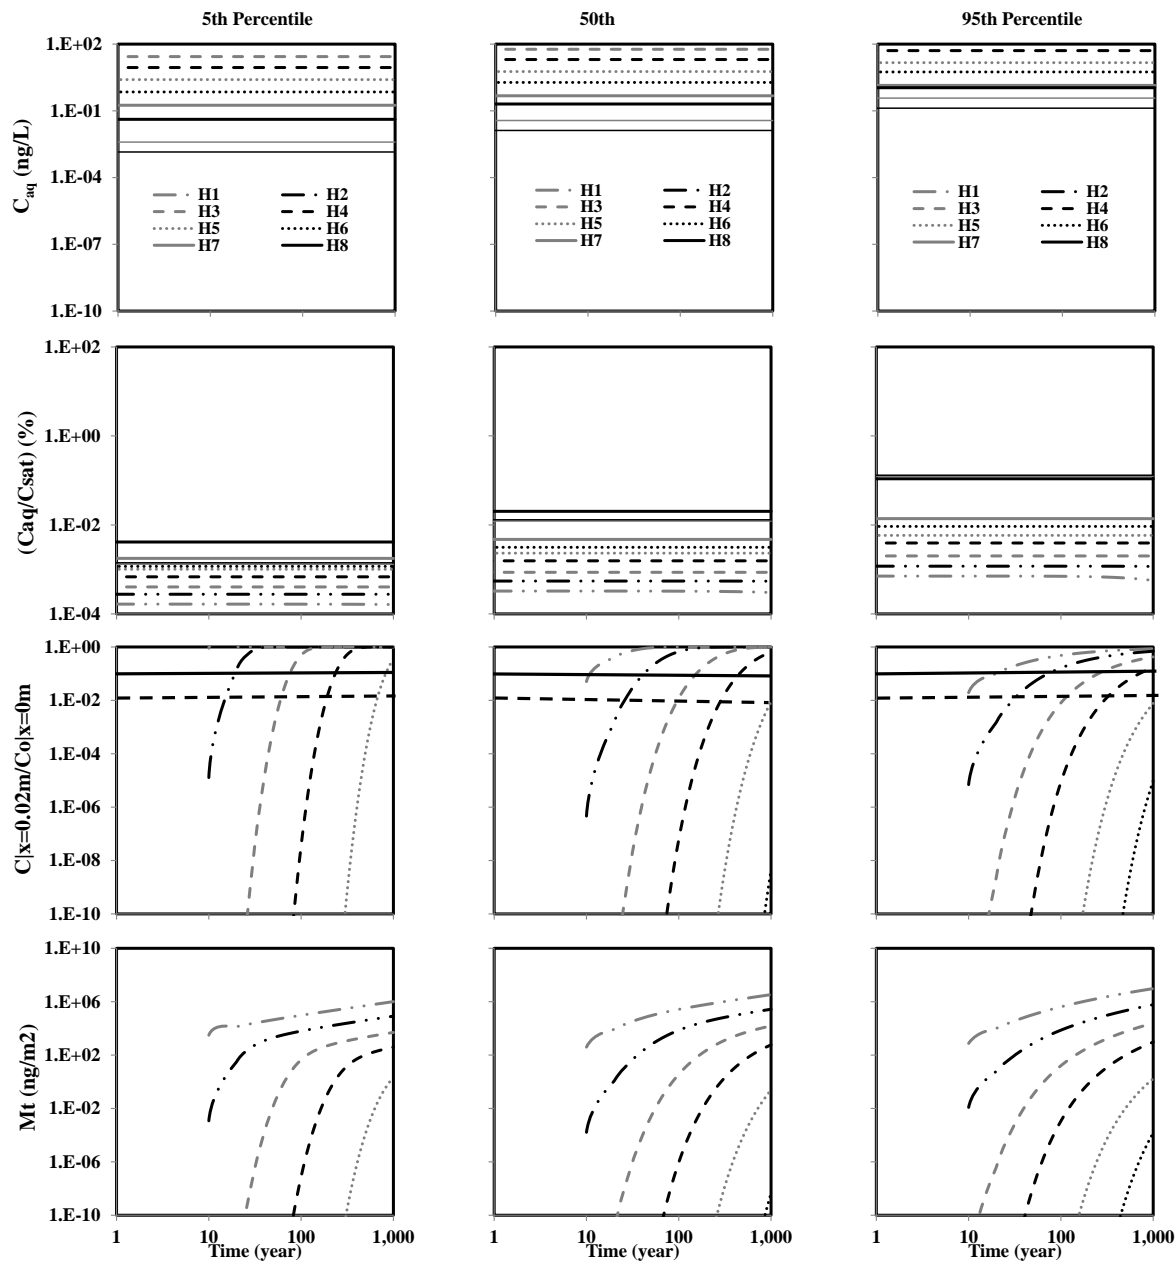 5th Percentile 50th 95th Percentile
1.E+02
1.E-01
1.E-04
1.E-07
1.E-10
Caq (ng/L)
H1 H2
H3 H4
H5 H6
H7 H8
H1 H2
H3 H4
H5 H6
H7 H8
H1 H2
H3 H4
H5 H6
H7 H8
1.E+02
1.E+00
1.E-02
1.E-04
(Caq/Csat) (%)
1.E+00
1.E-02
1.E-04
1.E-06
1.E-08
1.E-10
C|x=0.02m/Co|x=0m
1.E+10
1.E+06
1.E+02
1.E-02
1.E-06
1.E-10
Mt (ng/m2)
1 10 100 1,000
Time (year)
1 10 100 1,000
Time (year)
1 10 100 1,000
Time (year)